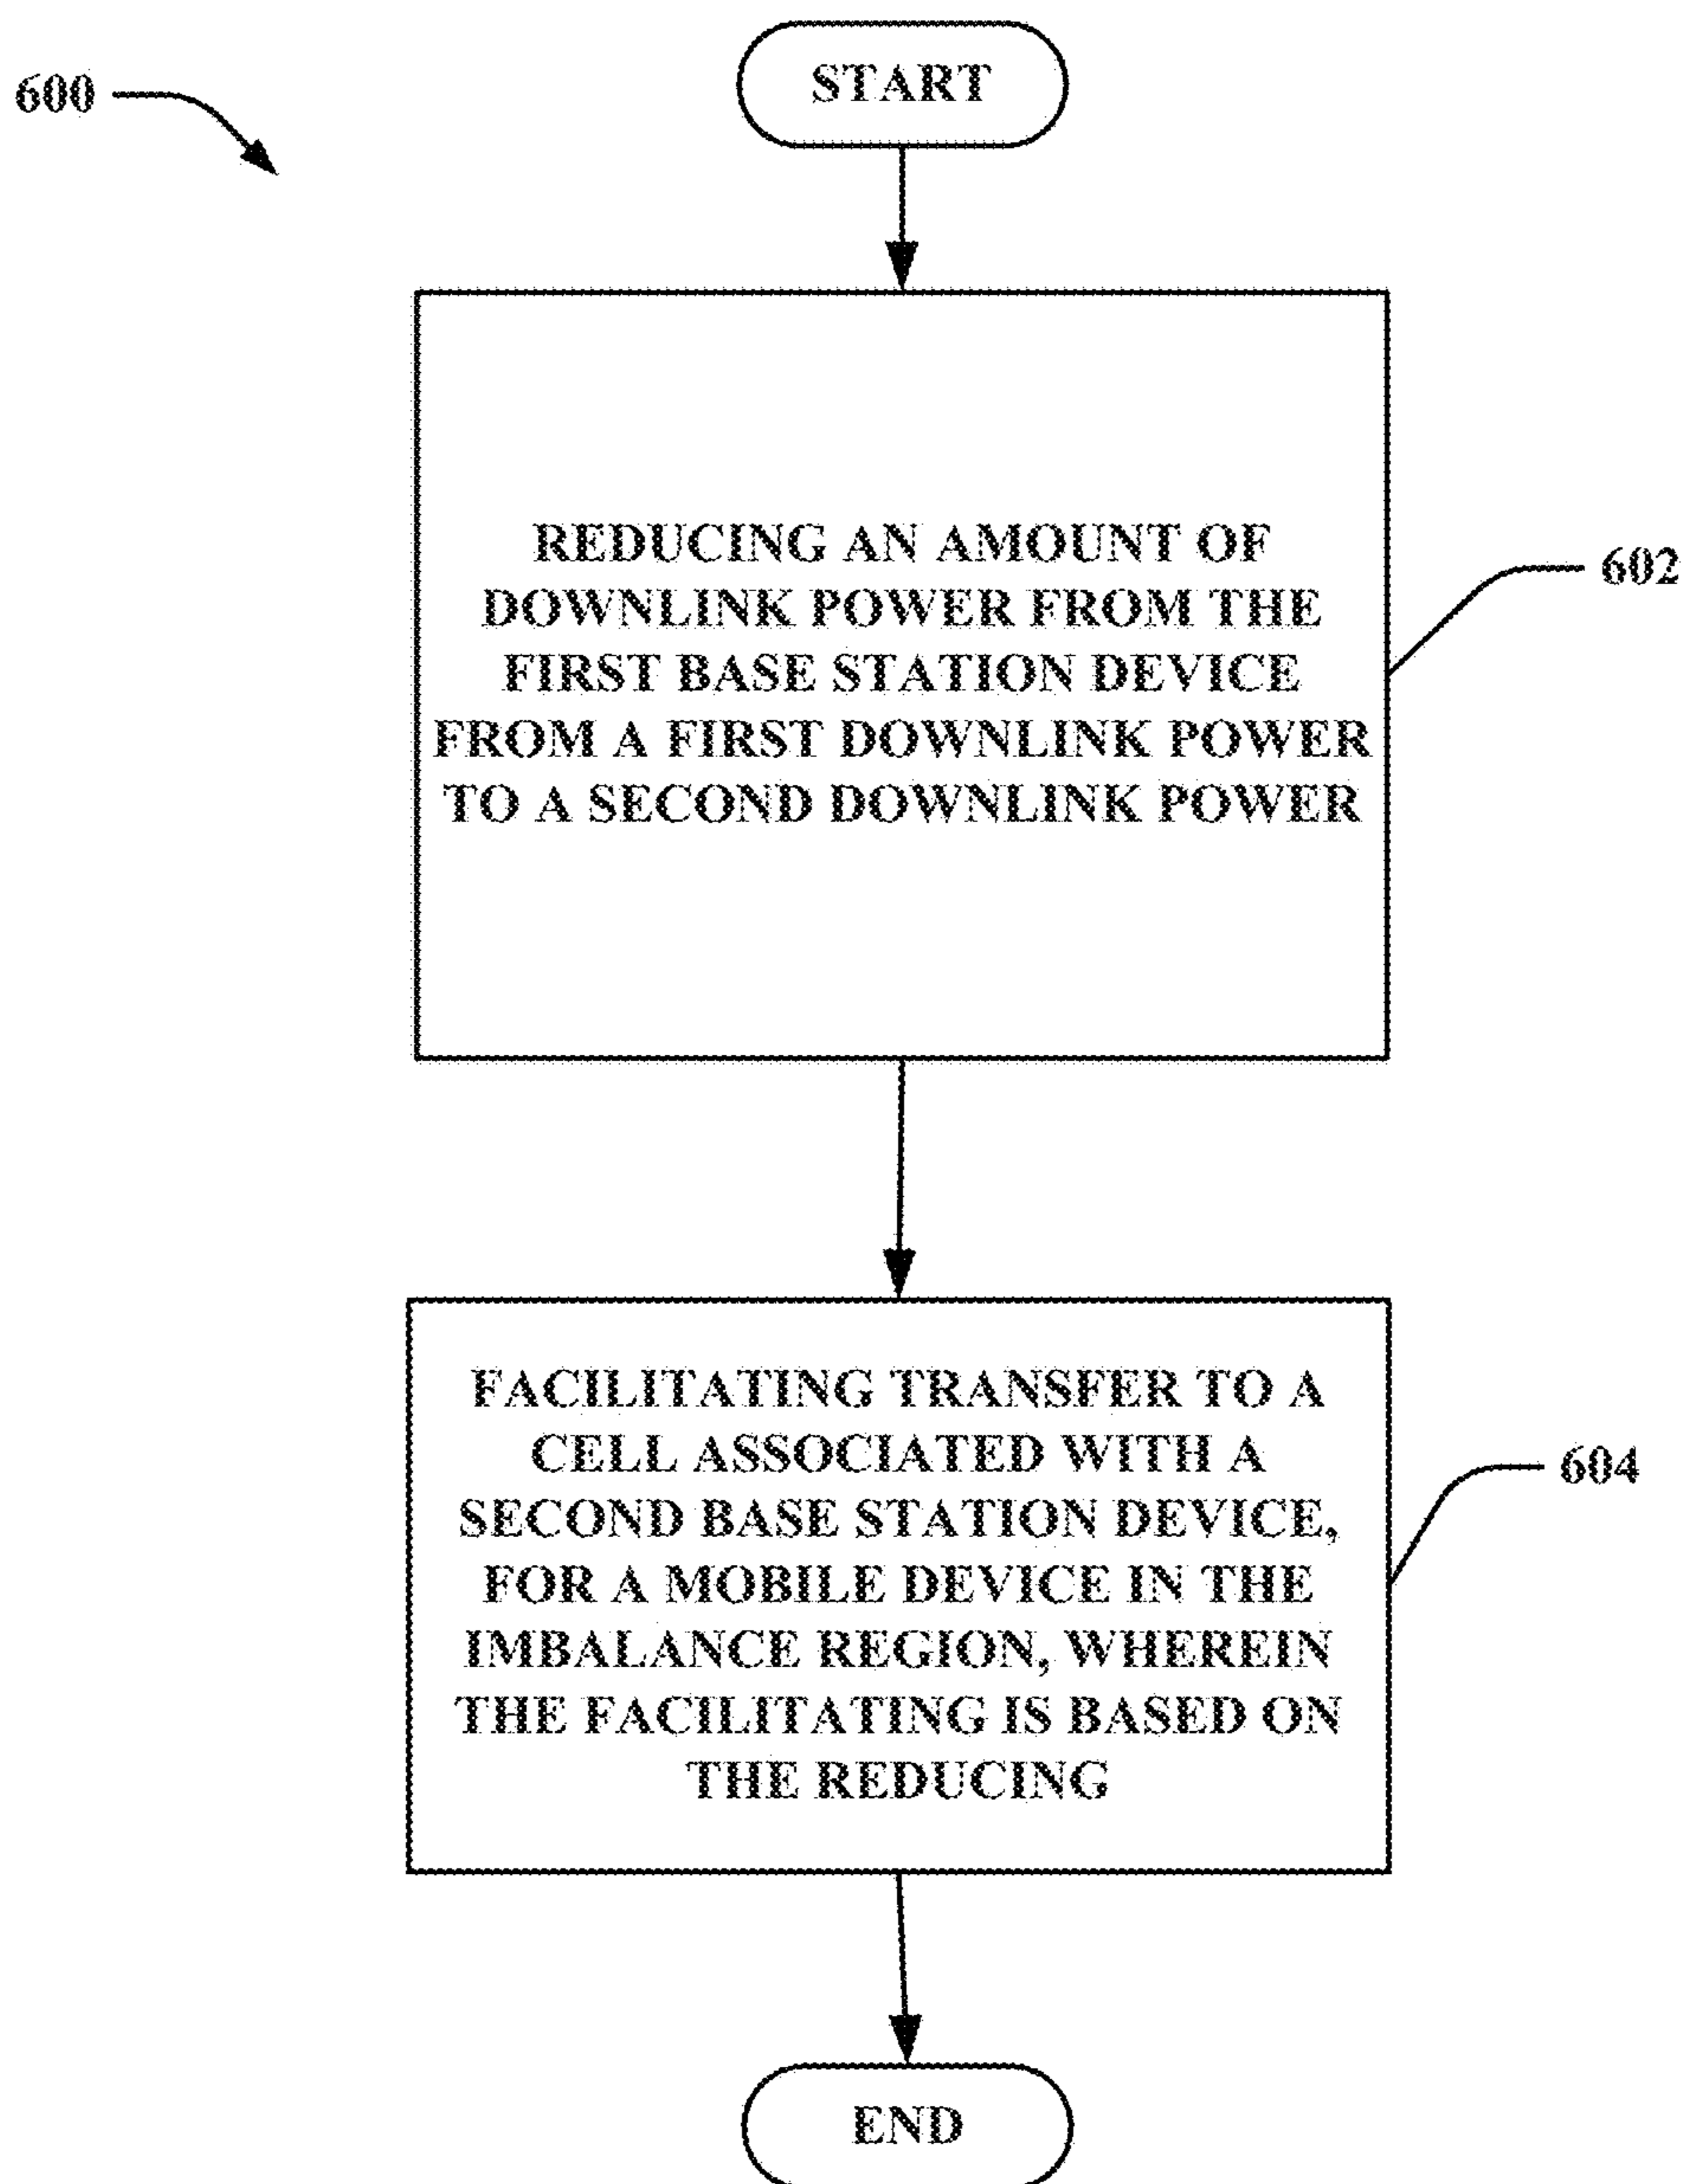 START
600
REDUCING AN AMOUNT OF
DOWNLINK POWER FROM THE
FIRST BASE STATION DEVICE
FROM A FIRST DOWNLINK POWER
TO A SECOND DOWNLINK POWER
602
FACILITATING TRANSFER TO A
CELL ASSOCIATED WITH A
SECOND BASE STATION DEVICE,
FOR A MOBILE DEVICE IN THE
IMBALANCE REGION, WHEREIN
THE FACILITATING IS BASED ON
THE REDUCING
604
END